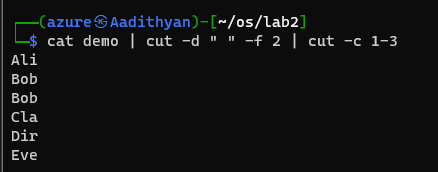 ┌──(azure㉿Aadithyan)-[~/os/lab2]
└─$ cat demo | cut -d " " -f 2 | cut -c 1-3
Ali
Bob
Bob
Cla
Dir
Eve